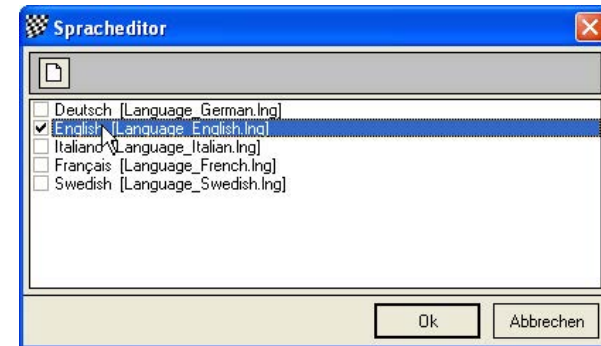 Spracheditor
Deutsch [Language_German.lng]
English [Language_English.lng]
Italiano [Language_Italian.lng]
Français [Language_French.lng]
Swedish [Language_Swedish.lng]
Ok
Abbrechen